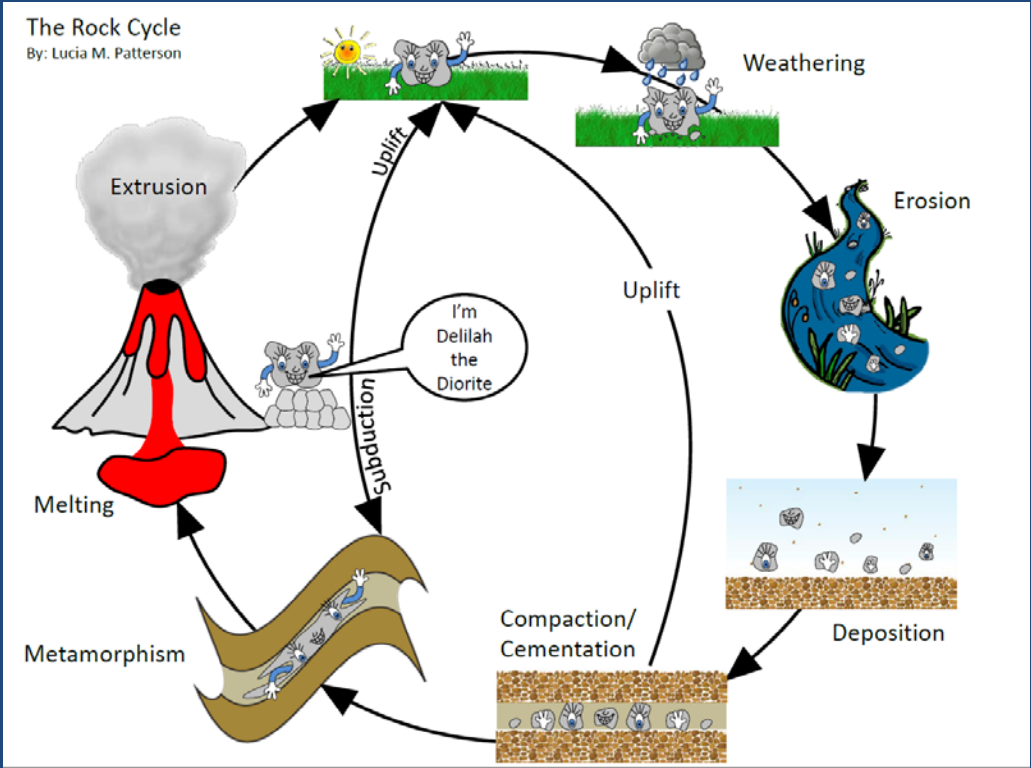 The Rock Cycle
By: Lucia M. Patterson
Weathering
Extrusion
Uplift
Erosion
Uplift
I'm
Delilah
the
Diorite
Subduction
Melting
Compaction/
Cementation
Deposition
Metamorphism